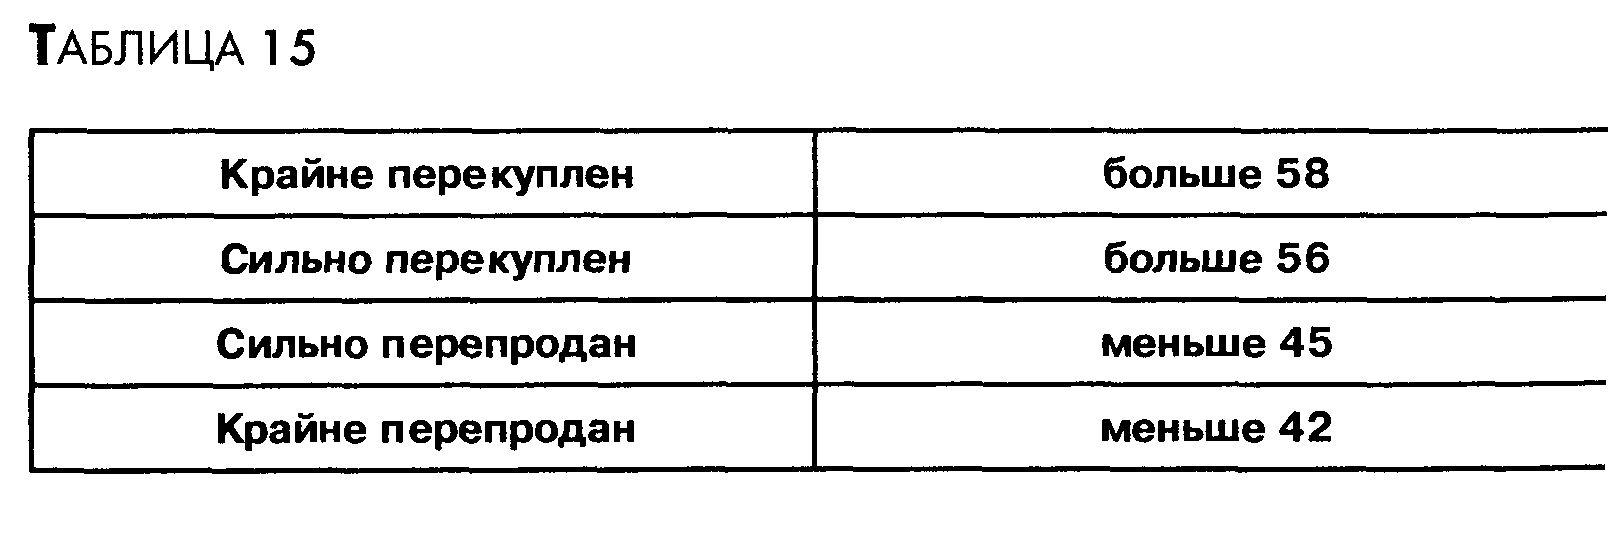 ТАБЛИЦА 15
Крайне перекуплен больше 58
Сильно перекуплен больше 56
Сильно перепродан меньше 45
Крайне перепродан меньше 42